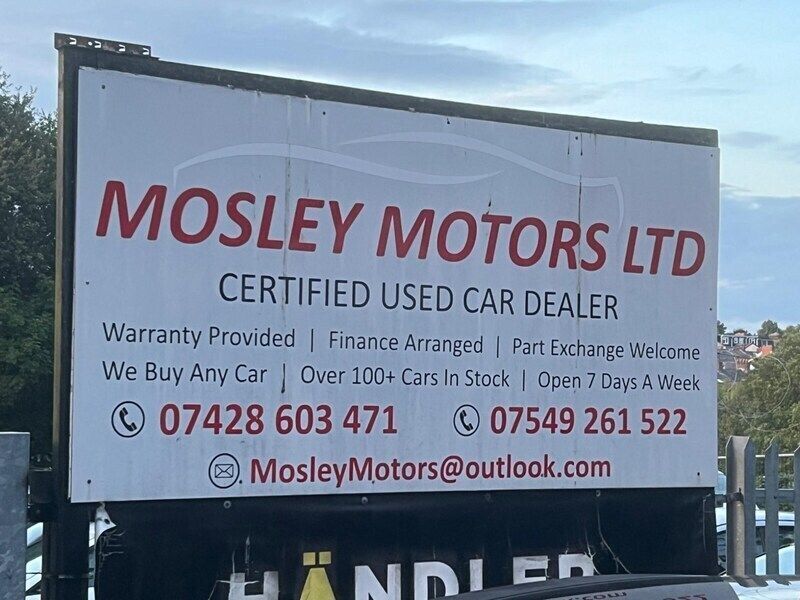 MOSLEY MOTORS LTD
CERTIFIED USED CAR DEALER
Warranty Provided | Finance Arranged | Part Exchange Welcome
We Buy Any Car | Over 100+ Cars In Stock | Open 7 Days A Week
07428 603 471 07549 261 522
MosleyMotors@outlook.com
HÄNDLER